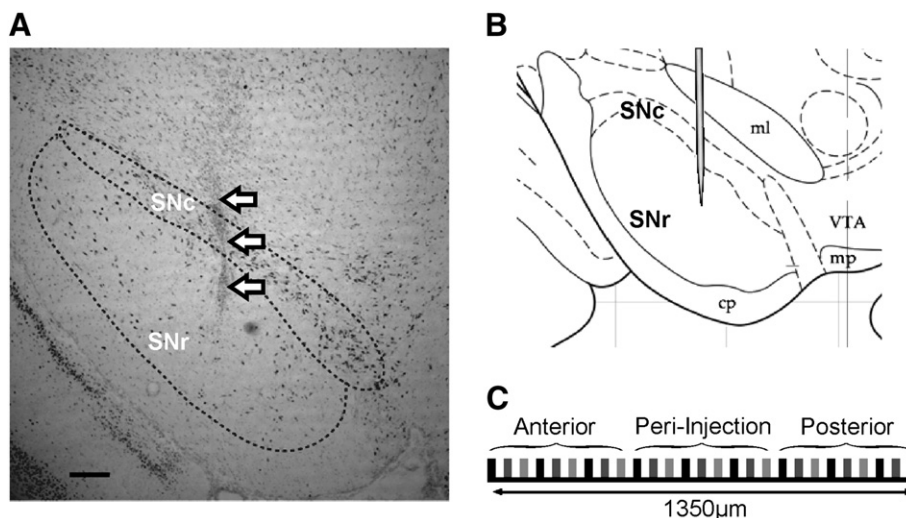 A
SNc
SNr
B
SNc
ml
SNr
VTA
mp
cp
C
Anterior Peri-Injection Posterior
1350µm